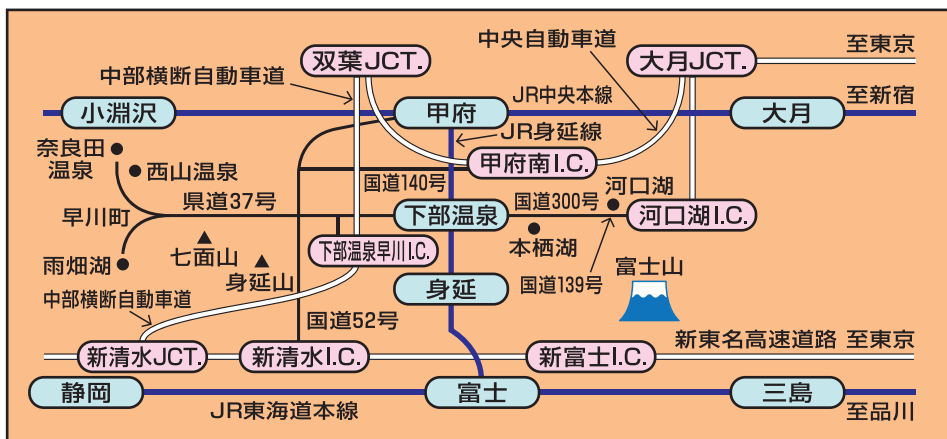 双葉JCT.
中央自動車道
大月JCT.
至東京
中部横断自動車道
小淵沢
甲府
JR中央本線
大月
至新宿
JR身延線
奈良田
温泉
西山温泉
甲府南I.C.
国道140号
県道37号
早川町
下部温泉
国道300号
河口湖
河口湖I.C.
本栖湖
七面山
下部温泉早川I.C.
雨畑湖
身延山
身延
国道139号
富士山
中部横断自動車道
国道52号
新清水JCT.
新清水I.C.
新富士I.C.
新東名高速道路
至東京
静岡
JR東海道本線
富士
三島
至品川